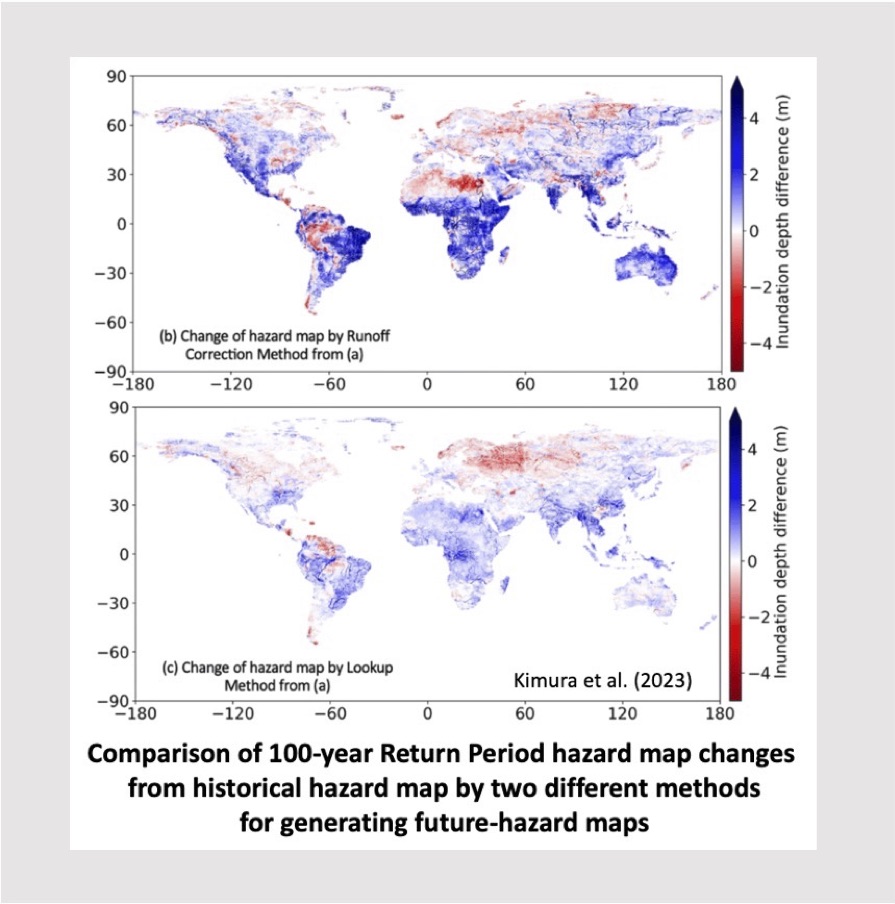 90
60
30
0
−30
−60
−90
−180 −120 −60 0 60 120 180
(b) Change of hazard map by Runoff
Correction Method from (a)
4
2
0
−2
−4
Inundation depth difference (m)
90
60
30
0
−30
−60
−90
−180 −120 −60 0 60 120 180
(c) Change of hazard map by Lookup
Method from (a)
Kimura et al. (2023)
4
2
0
−2
−4
Inundation depth difference (m)
Comparison of 100-year Return Period hazard map changes
from historical hazard map by two different methods
for generating future-hazard maps